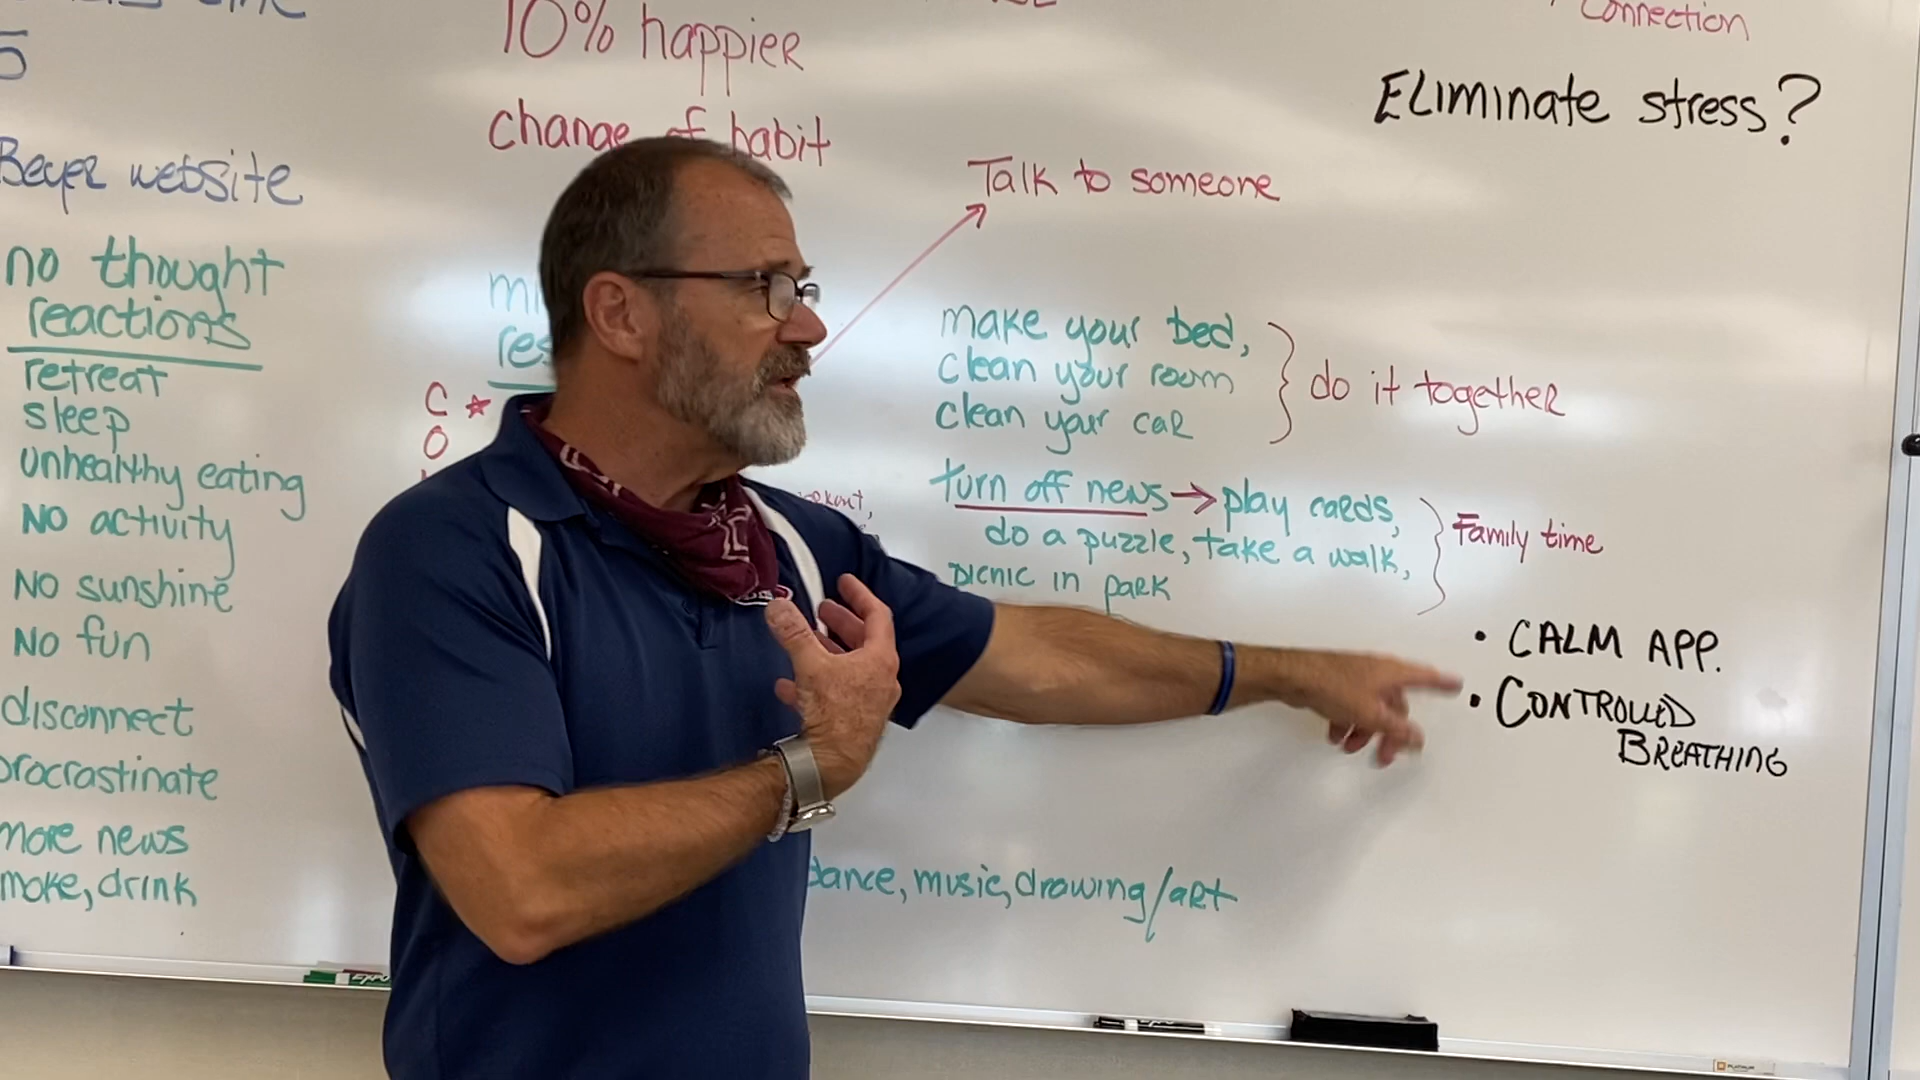 5
Beyer website
no thought
reactions
retreat
sleep
unhealthy eating
NO activity
NO sunshine
NO fun
disconnect
procrastinate
more news
drink
10% happier
change of habit
C
O
Connection
ELiminate stress?
Talk to someone
make your bed,
clean your room
clean your car
do it together
turn off news → play cards,
do a puzzle, take a walk,
picnic in park
Family time
• CALM APP.
• CONTROLLED
BREATHING
Dance, music, drawing/art
EXPO
EXPO